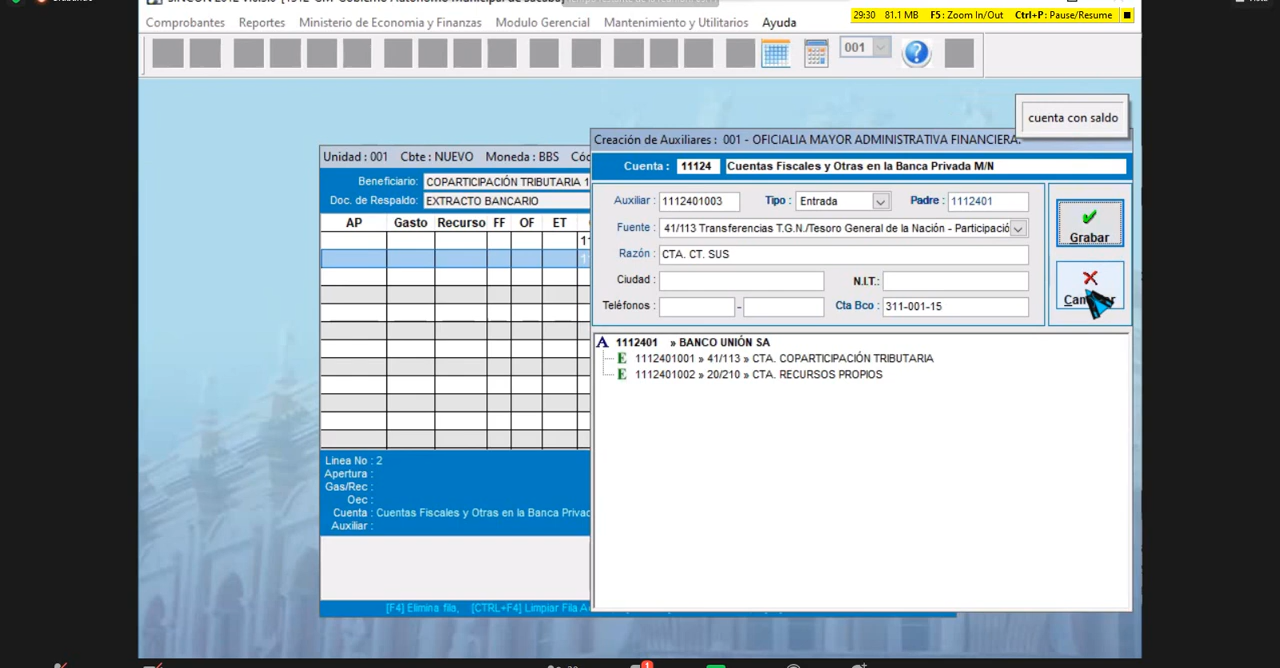 Comprobantes Reportes Ministerio de Economia y Finanzas Modulo Gerencial Mantenimiento y Utilitarios Ayuda
29:30 81.1 MB F5: Zoom In/Out Ctrl+P: Pause/Resume
001
cuenta con saldo
Creación de Auxiliares : 001 - OFICIALIA MAYOR ADMINISTRATIVA FINANCIERA.
Unidad : 001 Cbte : NUEVO Moneda : BBS
Cuenta : 11124 Cuentas Fiscales y Otras en la Banca Privada M/N
Beneficiario: COPARTICIPACIÓN TRIBUTARIA 1
Doc. de Respaldo: EXTRACTO BANCARIO
Auxiliar : 1112401003 Tipo : Entrada Padre : 1112401
AP Gasto Recurso FF OF ET
Fuente : 41/113 Transferencias T.G.N./Tesoro General de la Nación - Participació
Grabar
Razón : CTA. CT. SUS
Ciudad : N.I.T.:
Teléfonos : - Cta Bco : 311-001-15
A 1112401 » BANCO UNIÓN SA
E 1112401001 » 41/113 » CTA. COPARTICIPACIÓN TRIBUTARIA
E 1112401002 » 20/210 » CTA. RECURSOS PROPIOS
Linea No : 2
Apertura :
Gas/Rec :
Oec :
Cuenta : Cuentas Fiscales y Otras en la Banca Privad
Auxiliar :
[F4] Elimina fila, [CTRL+F4] Limpiar Fila
1